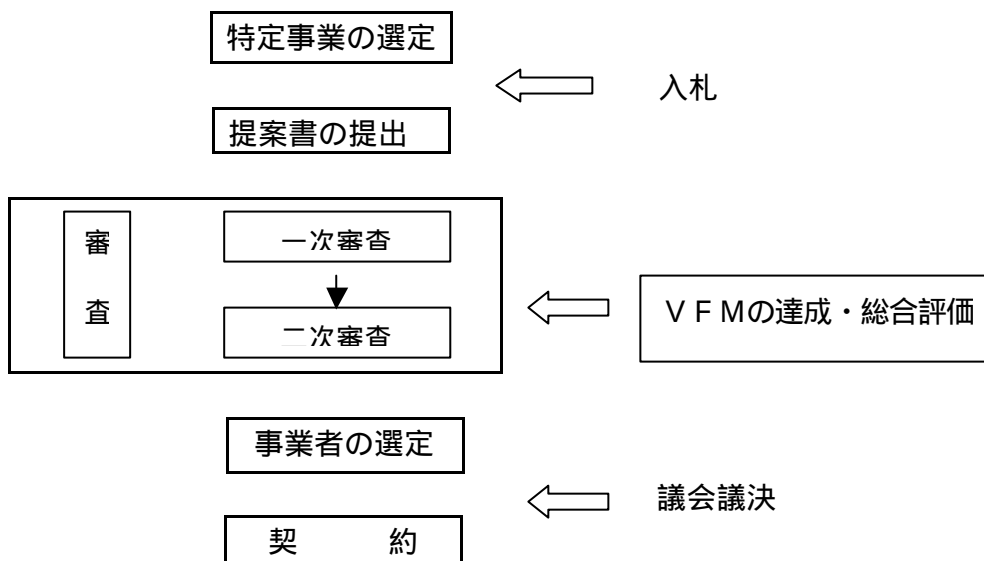 特定事業の選定
入札
提案書の提出
審査
一次審査
二次審査
ＶＦＭの達成・総合評価
事業者の選定
議会議決
契　約